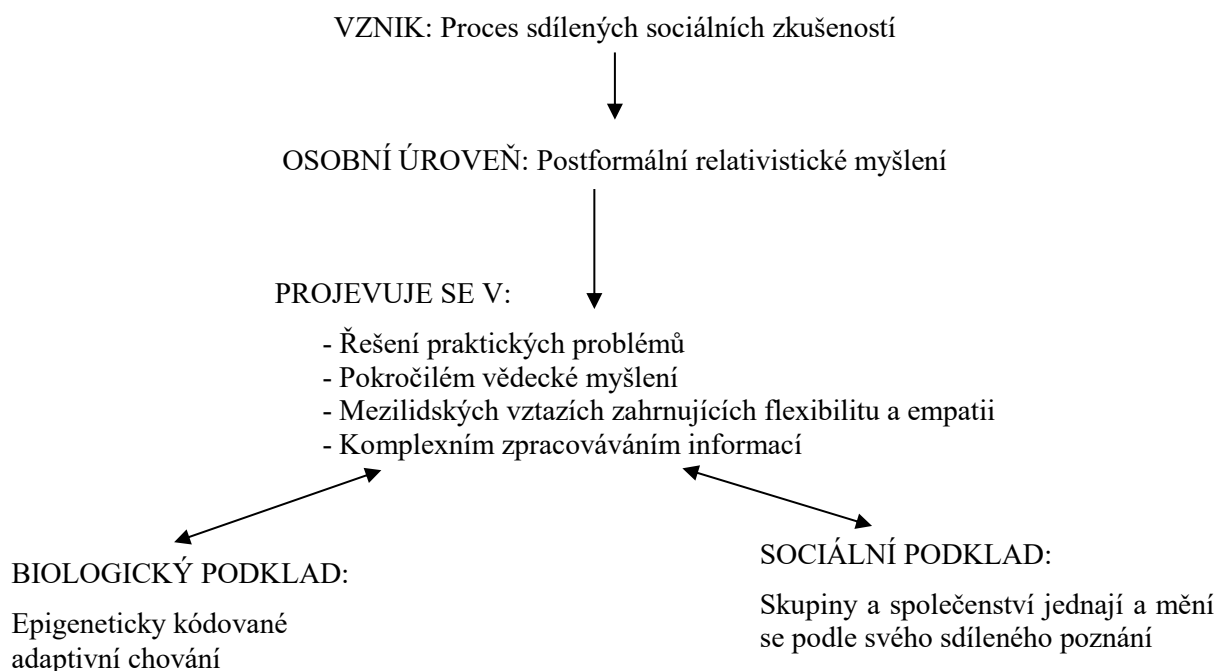 VZNIK: Proces sdílených sociálních zkušeností
OSOBNÍ ÚROVEŇ: Postformální relativistické myšlení
PROJEVUJE SE V:
- Řešení praktických problémů
- Pokročilém vědecké myšlení
- Mezilidských vztazích zahrnujících flexibilitu a empatii
- Komplexním zpracováváním informací
BIOLOGICKÝ PODKLAD:
Epigeneticky kódované
adaptivní chování
SOCIÁLNÍ PODKLAD:
Skupiny a společenství jednají a mění
se podle svého sdíleného poznání